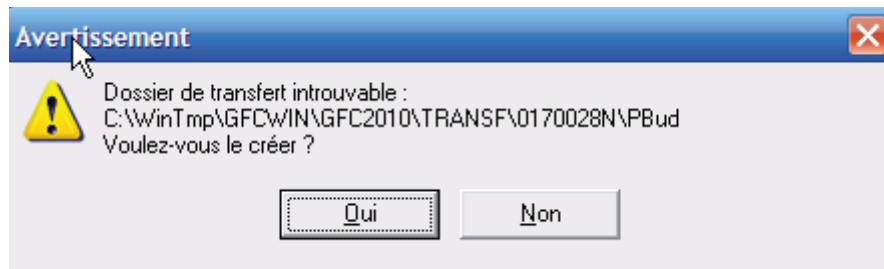 Avertissement
Dossier de transfert introuvable :
C:\WinTmp\GFCWIN\GFC2010\TRANSF\0170028N\PBud
Voulez-vous le créer ?
Oui
Non